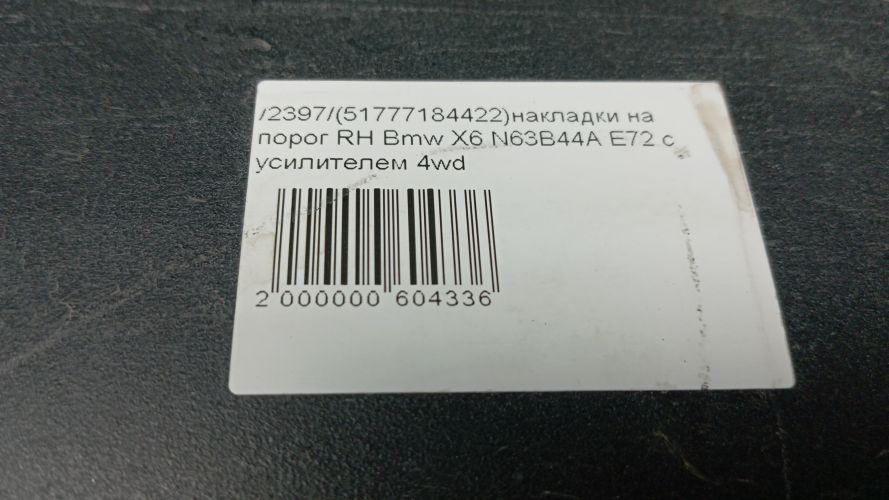 /2397/(51777184422)накладки на
порог RH Bmw X6 N63B44A E72 с
усилителем 4wd
2 000000 604336